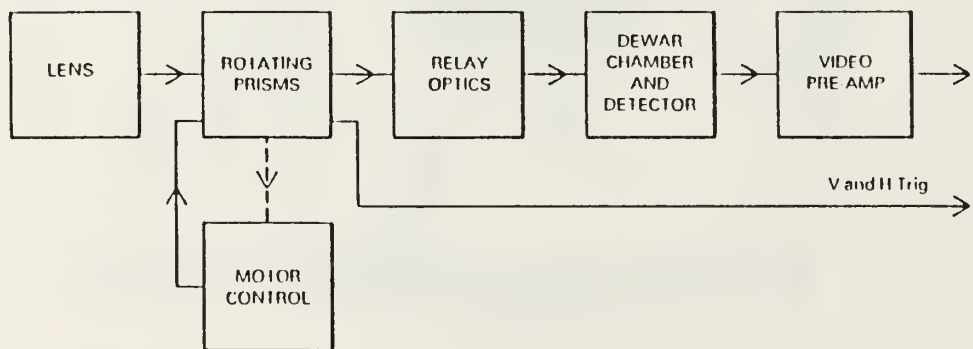 LENS
ROTATING
PRISMS
RELAY
OPTICS
DEWAR
CHAMBER
AND
DETECTOR
VIDEO
PRE-AMP
V and H Trig
MOTOR
CONTROL